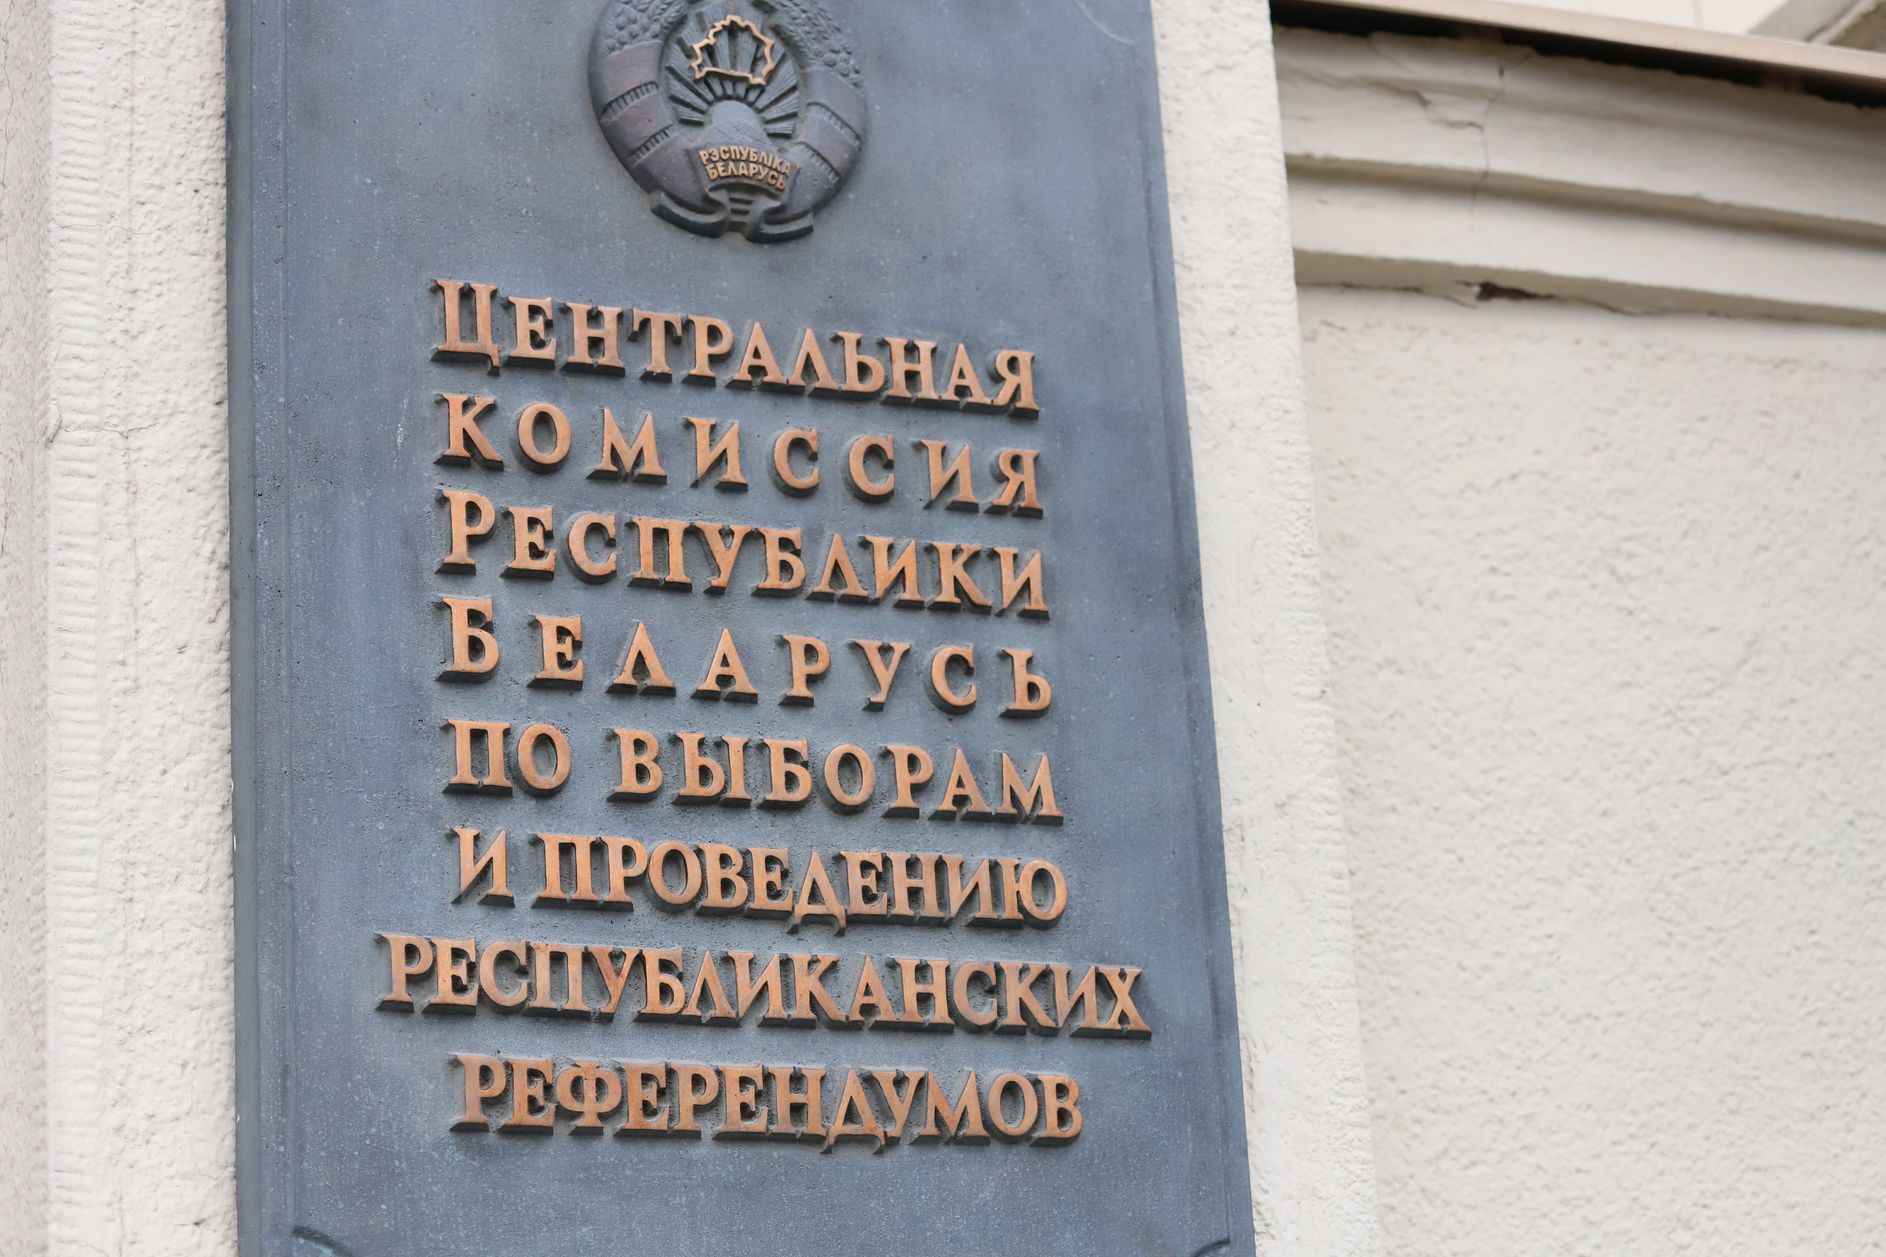 РЭСПУБЛІКА
БЕЛАРУСЬ
ЦЕНТРАЛЬНАЯ
КОМИССИЯ
РЕСПУБЛИКИ
БЕЛАРУСЬ
ПО ВЫБОРАМ
И ПРОВЕДЕНИЮ
РЕСПУБЛИКАНСКИХ
РЕФЕРЕНДУМОВ